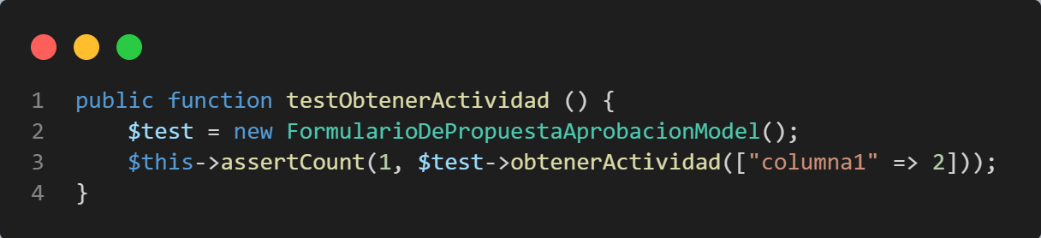 1 public function testObtenerActividad () {
2     $test = new FormularioDePropuestaAprobacionModel();
3     $this->assertCount(1, $test->obtenerActividad(["columna1" => 2]));
4 }